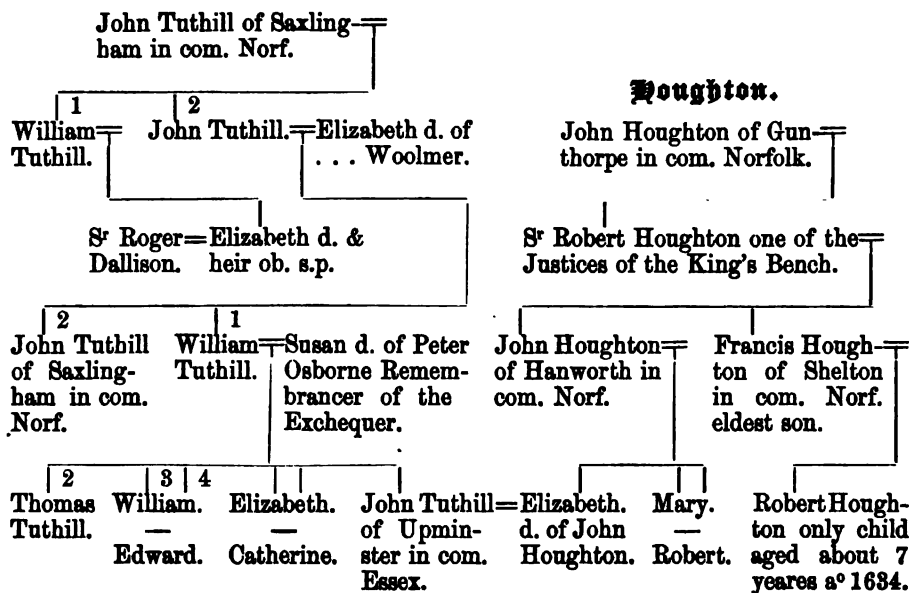 John Tuthill of Saxling-
ham in com. Norf.
Houghton.
1
2
William
Tuthill.
John Tuthill.
Elizabeth d. of
... Woolmer.
John Houghton of Gun-
thorpe in com. Norfolk.
Sr Roger=Elizabeth d. &
Dallison. heir ob. s.p.
Sr Robert Houghton one of the
Justices of the King's Bench.
2
John Tuthill
of Saxling-
ham in com.
Norf.
1
William
Tuthill.
Susan d. of Peter
Osborne Remem-
brancer of the
Exchequer.
John Houghton
of Hanworth in
com. Norf.
Francis Hough-
ton of Shelton
in com. Norf.
eldest son.
2
Thomas
Tuthill.
3 4
William.
—
Edward.
Elizabeth.
—
Catherine.
John Tuthill=Elizabeth.
of Upmin-
ster in com.
Essex.
d. of John
Houghton.
Mary.
—
Robert.
Robert Hough-
ton only child
aged about 7
yeares ao 1634.